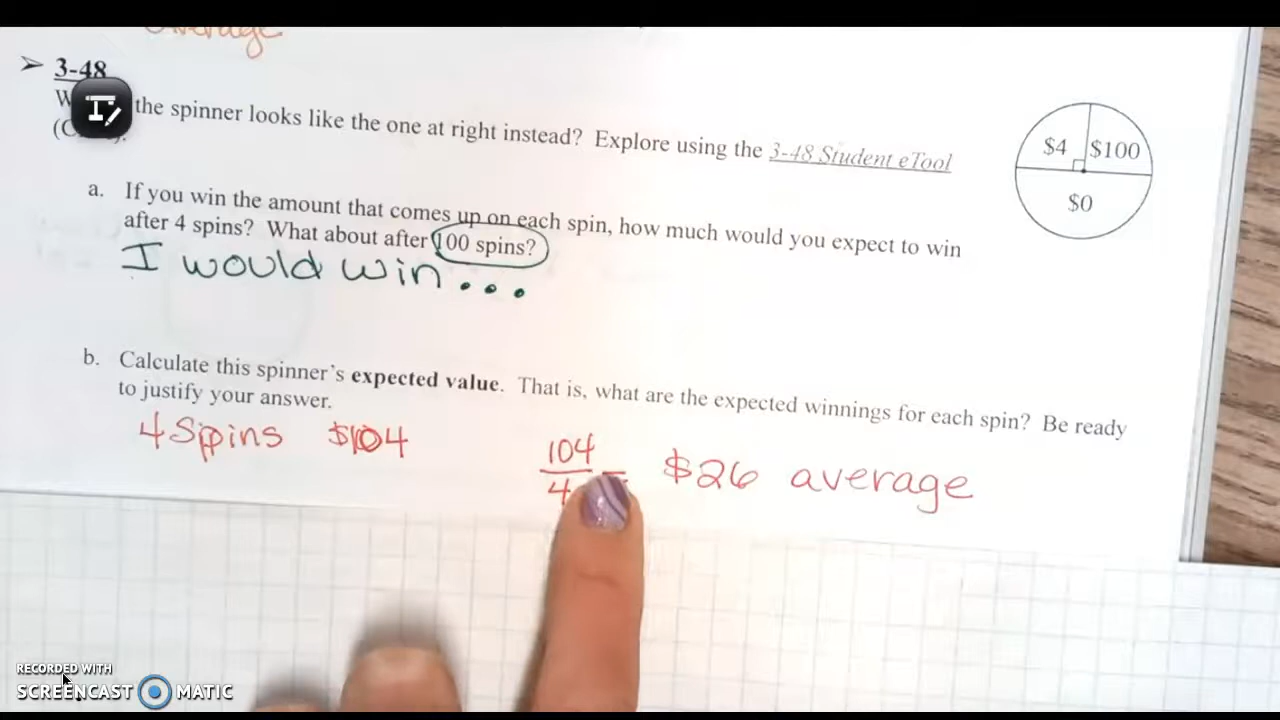 average
➤ 3-48
the spinner looks like the one at right instead? Explore using the 3-48 Student eTool
$4 $100
$0
a. If you win the amount that comes up on each spin, how much would you expect to win
after 4 spins? What about after 100 spins?
I would win...
b. Calculate this spinner's expected value. That is, what are the expected winnings for each spin? Be ready
to justify your answer.
4 Spins $104
104
4
= $26 average
RECORDED WITH
SCREENCAST MATIC